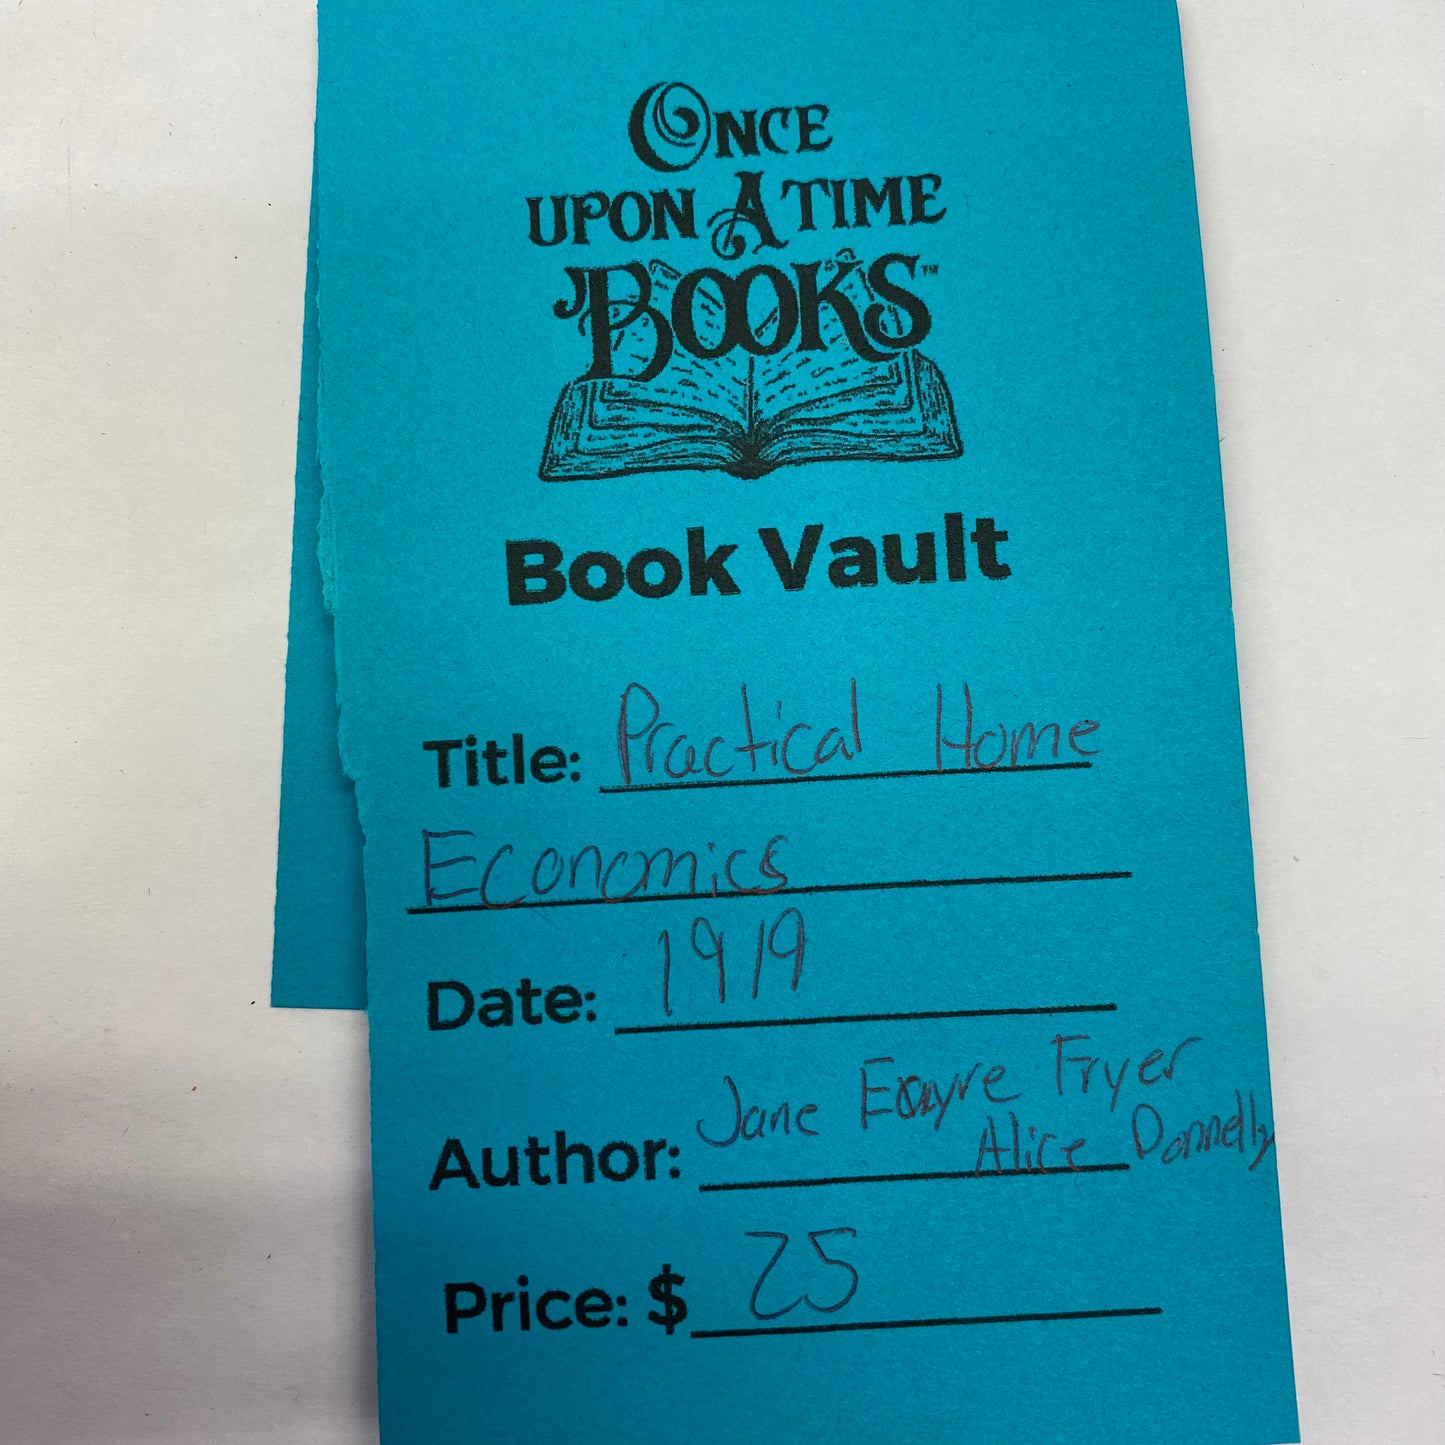 ONCE
UPON A TIME
BOOKS™
Book Vault
Title: Practical Home
Economics
Date: 1919
Author: Jane Eayre Fryer
Alice Donnelly
Price: $ 25